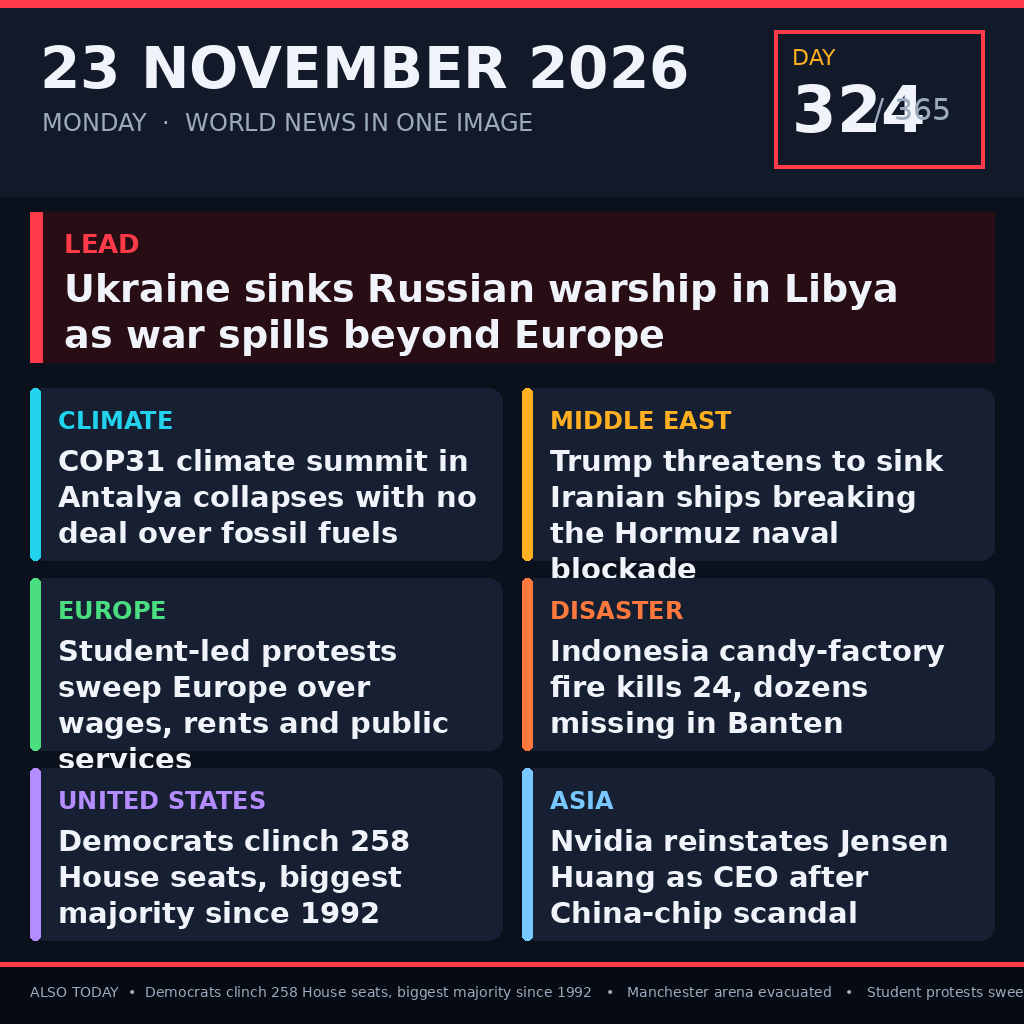 23 NOVEMBER 2026
MONDAY · WORLD NEWS IN ONE IMAGE
DAY
324 / 365
LEAD
Ukraine sinks Russian warship in Libya
as war spills beyond Europe
CLIMATE
COP31 climate summit in
Antalya collapses with no
deal over fossil fuels
MIDDLE EAST
Trump threatens to sink
Iranian ships breaking
the Hormuz naval
blockade
EUROPE
Student-led protests
sweep Europe over
wages, rents and public
services
DISASTER
Indonesia candy-factory
fire kills 24, dozens
missing in Banten
UNITED STATES
Democrats clinch 258
House seats, biggest
majority since 1992
ASIA
Nvidia reinstates Jensen
Huang as CEO after
China-chip scandal
ALSO TODAY • Democrats clinch 258 House seats, biggest majority since 1992 • Manchester arena evacuated • Student protests swee